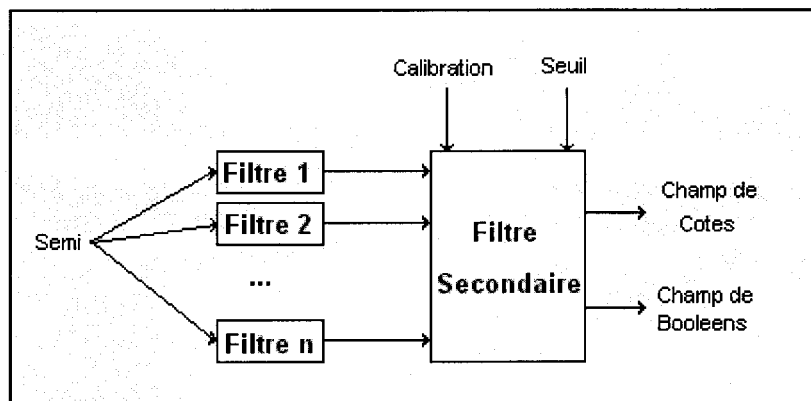 Calibration
Seuil
Filtre 1
Filtre 2
Semi
...
Filtre n
Filtre
Secondaire
Champ de
Cotes
Champ de
Booleens